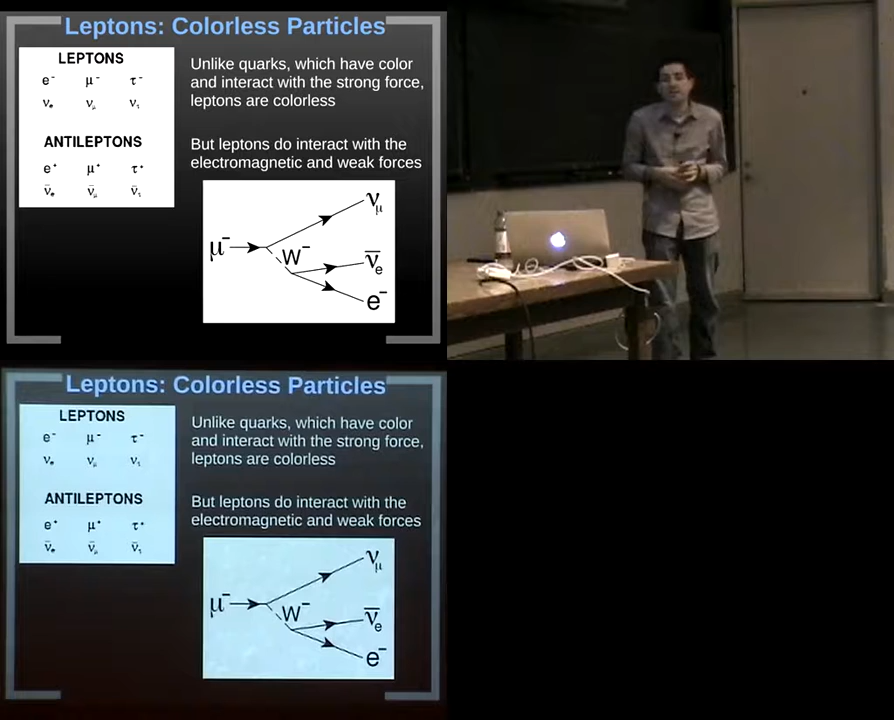 Leptons: Colorless Particles
LEPTONS
e⁻ μ⁻ τ⁻
νₑ ν_μ ν_τ
ANTILEPTONS
e⁺ μ⁺ τ⁺
ν̄ₑ ν̄_μ ν̄_τ
Unlike quarks, which have color
and interact with the strong force,
leptons are colorless
But leptons do interact with the
electromagnetic and weak forces
ν_μ
μ⁻
W⁻
ν̄ₑ
e⁻
Leptons: Colorless Particles
LEPTONS
e⁻ μ⁻ τ⁻
νₑ ν_μ ν_τ
ANTILEPTONS
e⁺ μ⁺ τ⁺
ν̄ₑ ν̄_μ ν̄_τ
Unlike quarks, which have color
and interact with the strong force,
leptons are colorless
But leptons do interact with the
electromagnetic and weak forces
ν_μ
μ⁻
W⁻
ν̄ₑ
e⁻